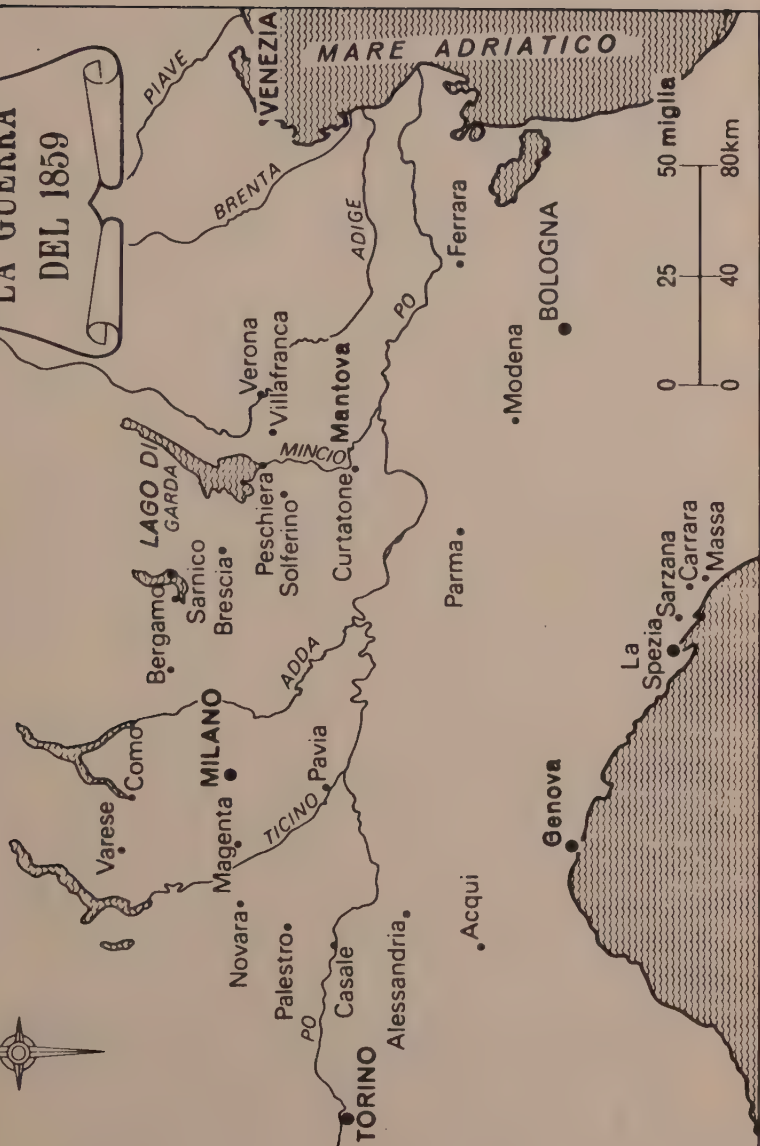 LA GUERRA
DEL 1859
PIAVE
BRENTA
ADIGE
VENEZIA
MARE ADRIATICO
LAGO DI
GARDA
Verona
Villafranca
Mantova
MINCIO
Peschiera
Solferino
Curtatone
PO
Ferrara
Modena
BOLOGNA
Parma
Bergamo
Sarnico
Brescia
ADDA
Varese
Como
MILANO
Magenta
TICINO
Pavia
Novara
Palestro
PO
Casale
TORINO
Alessandria
Acqui
Genova
La
Spezia
Sarzana
Carrara
Massa
0 25 50 miglia
0 40 80km